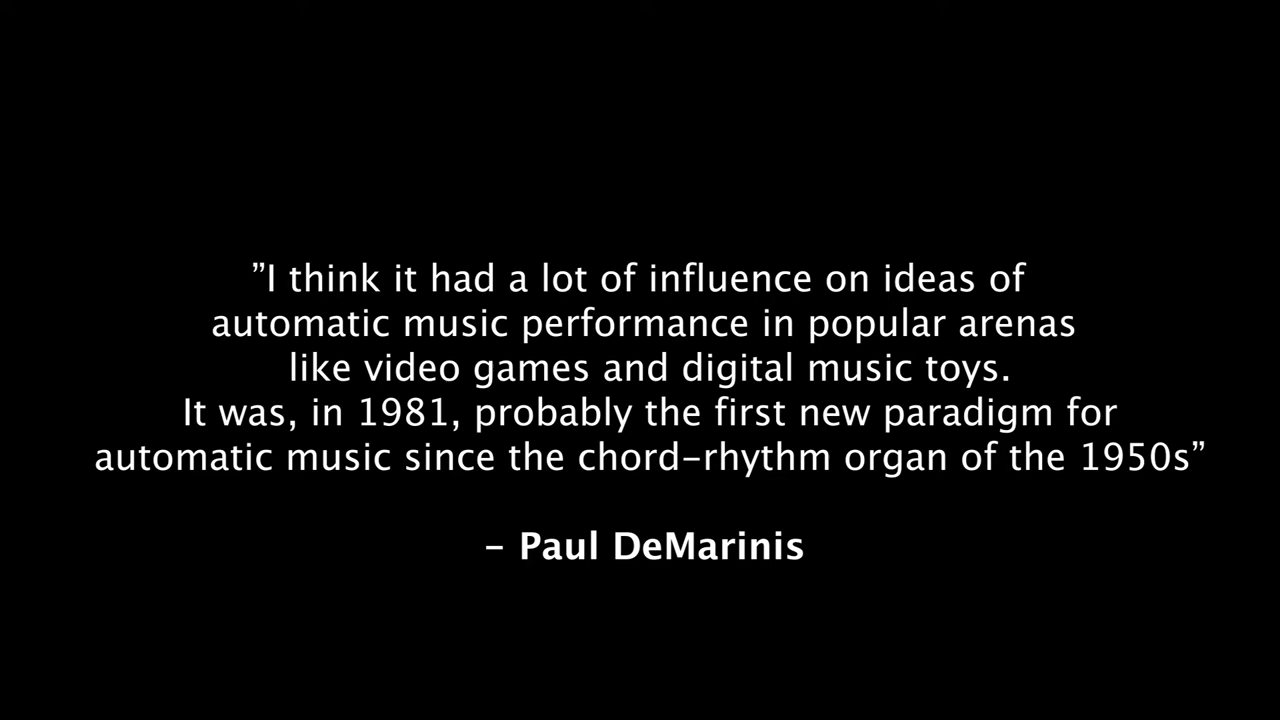 ”I think it had a lot of influence on ideas of
automatic music performance in popular arenas
like video games and digital music toys.
It was, in 1981, probably the first new paradigm for
automatic music since the chord-rhythm organ of the 1950s”
– Paul DeMarinis